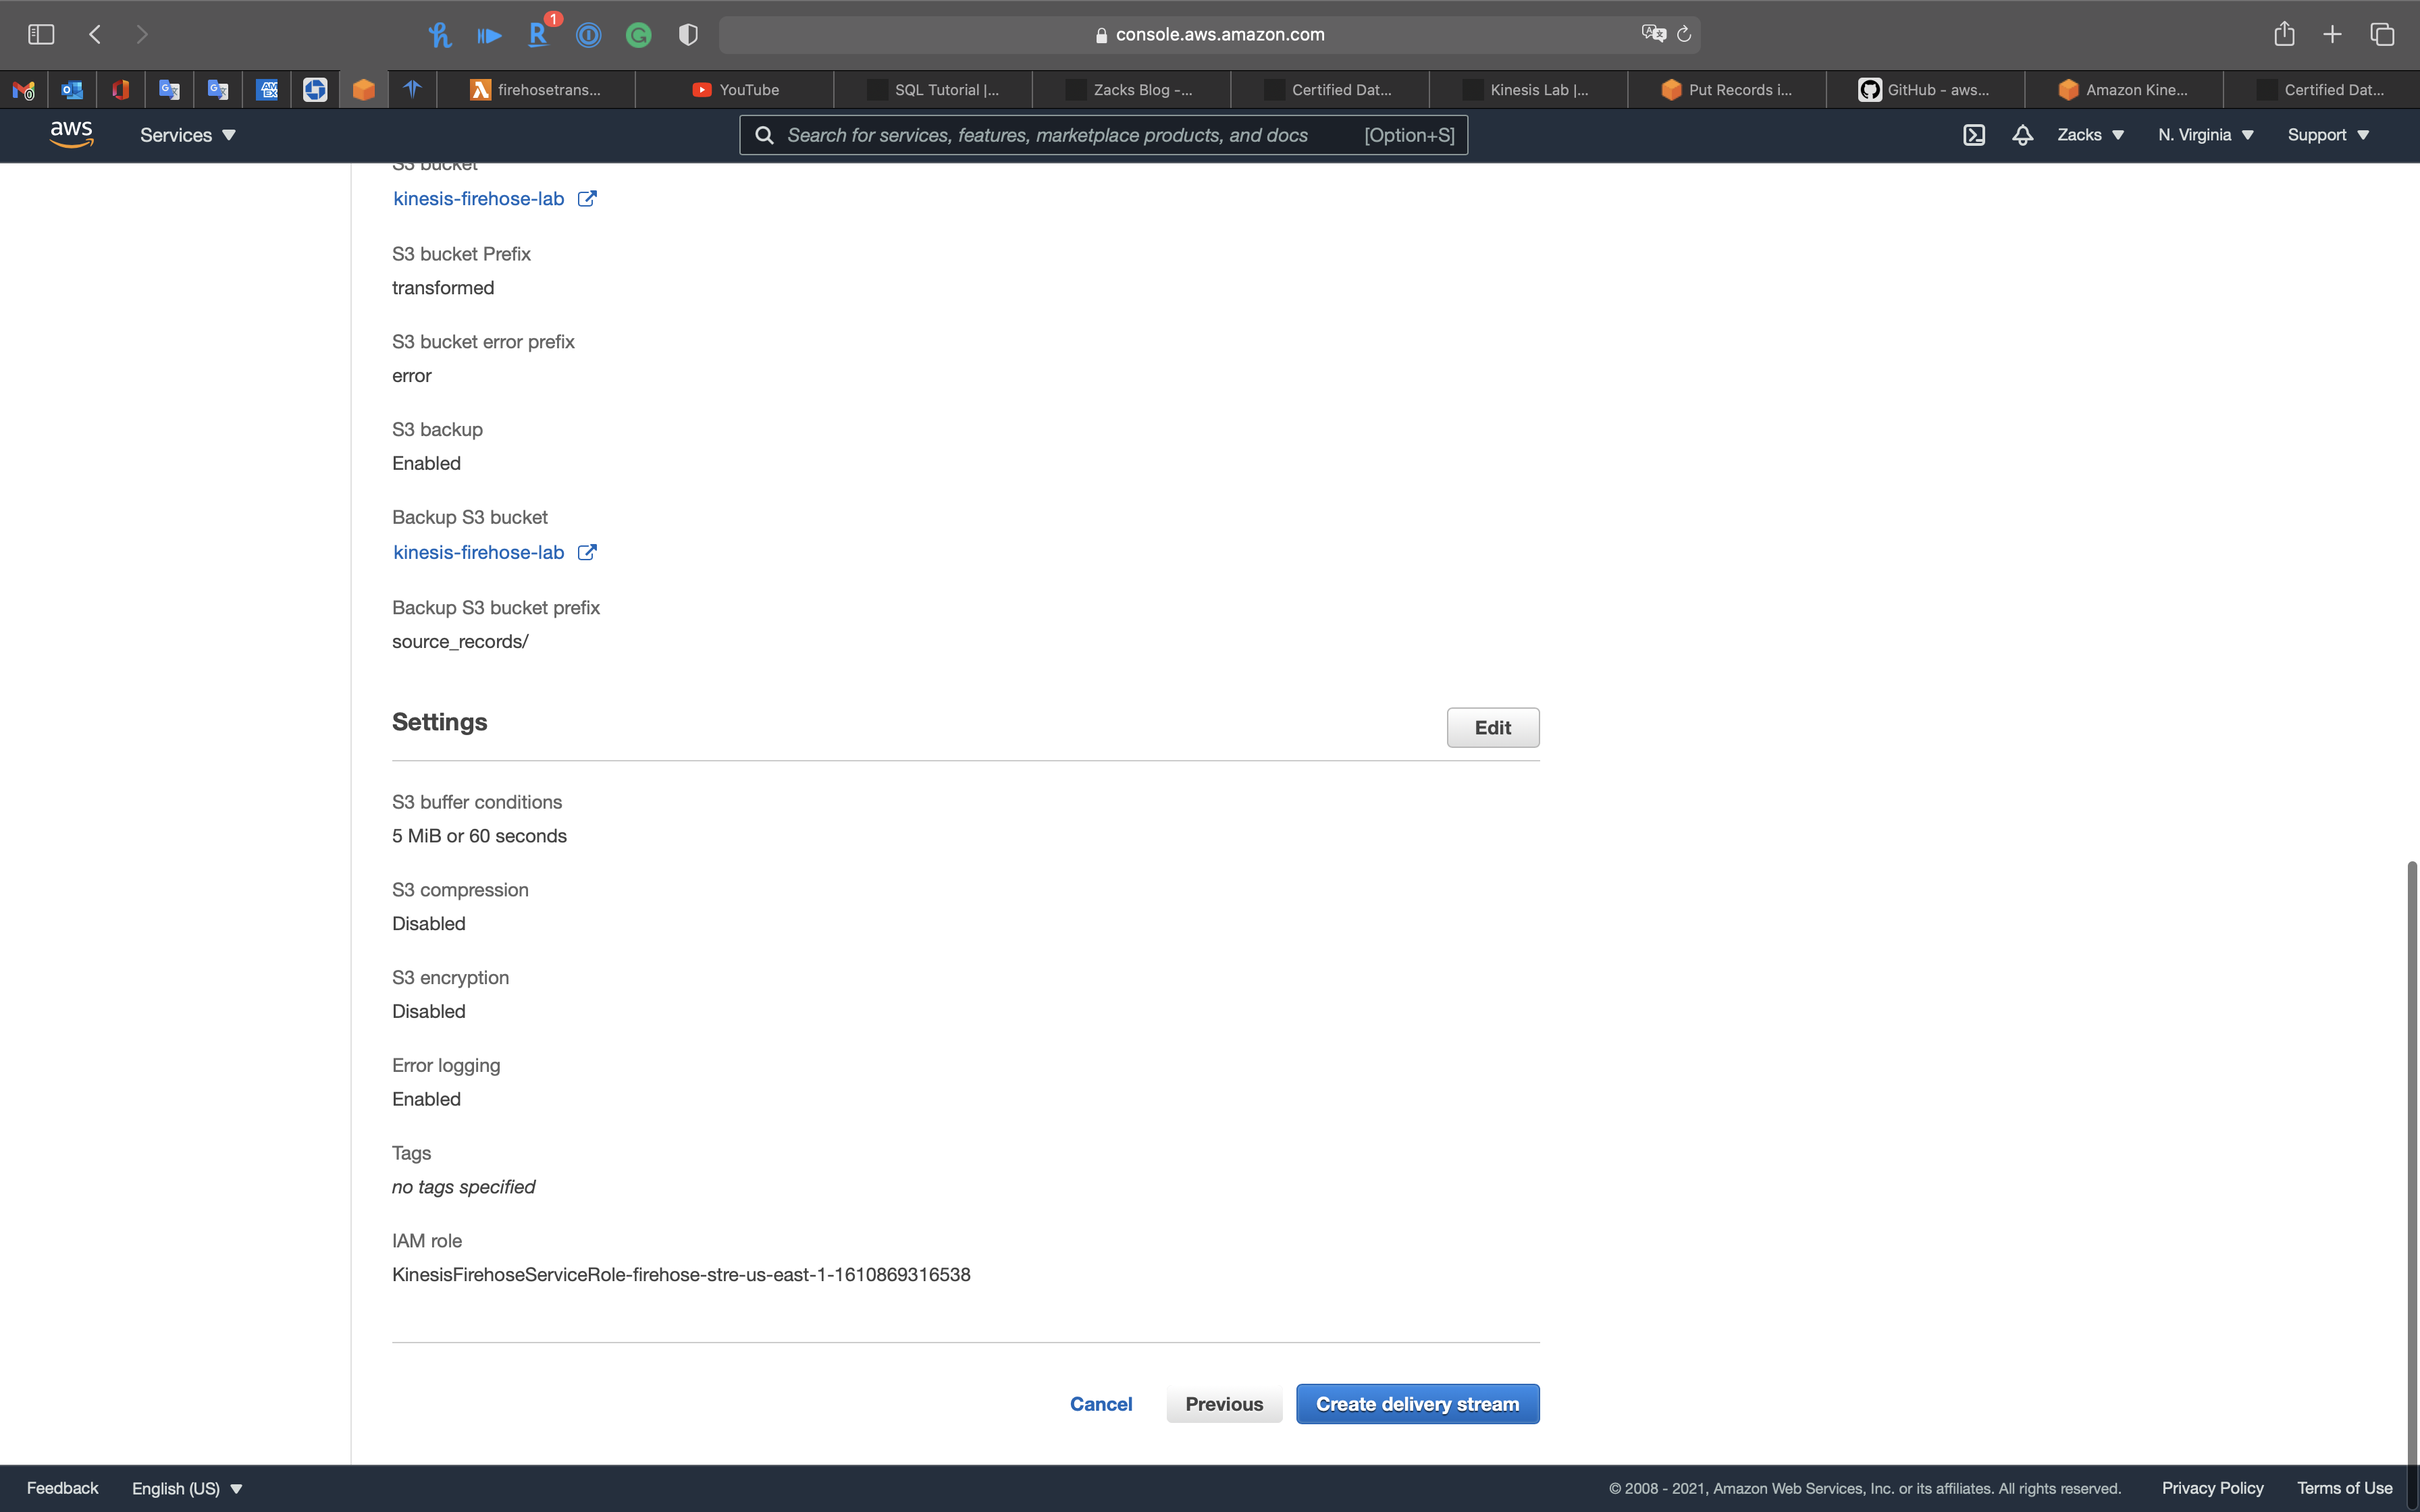 1
console.aws.amazon.com
firehosetrans...
YouTube
SQL Tutorial |...
Zacks Blog -...
Certified Dat...
Kinesis Lab |...
Put Records i...
GitHub - aws...
Amazon Kine...
Certified Dat...
aws
Services
Search for services, features, marketplace products, and docs
[Option+S]
Zacks
N. Virginia
Support
S3 bucket
kinesis-firehose-lab
S3 bucket Prefix
transformed
S3 bucket error prefix
error
S3 backup
Enabled
Backup S3 bucket
kinesis-firehose-lab
Backup S3 bucket prefix
source_records/
Settings
Edit
S3 buffer conditions
5 MiB or 60 seconds
S3 compression
Disabled
S3 encryption
Disabled
Error logging
Enabled
Tags
no tags specified
IAM role
KinesisFirehoseServiceRole-firehose-stre-us-east-1-1610869316538
Cancel
Previous
Create delivery stream
Feedback
English (US)
© 2008 - 2021, Amazon Web Services, Inc. or its affiliates. All rights reserved.
Privacy Policy
Terms of Use